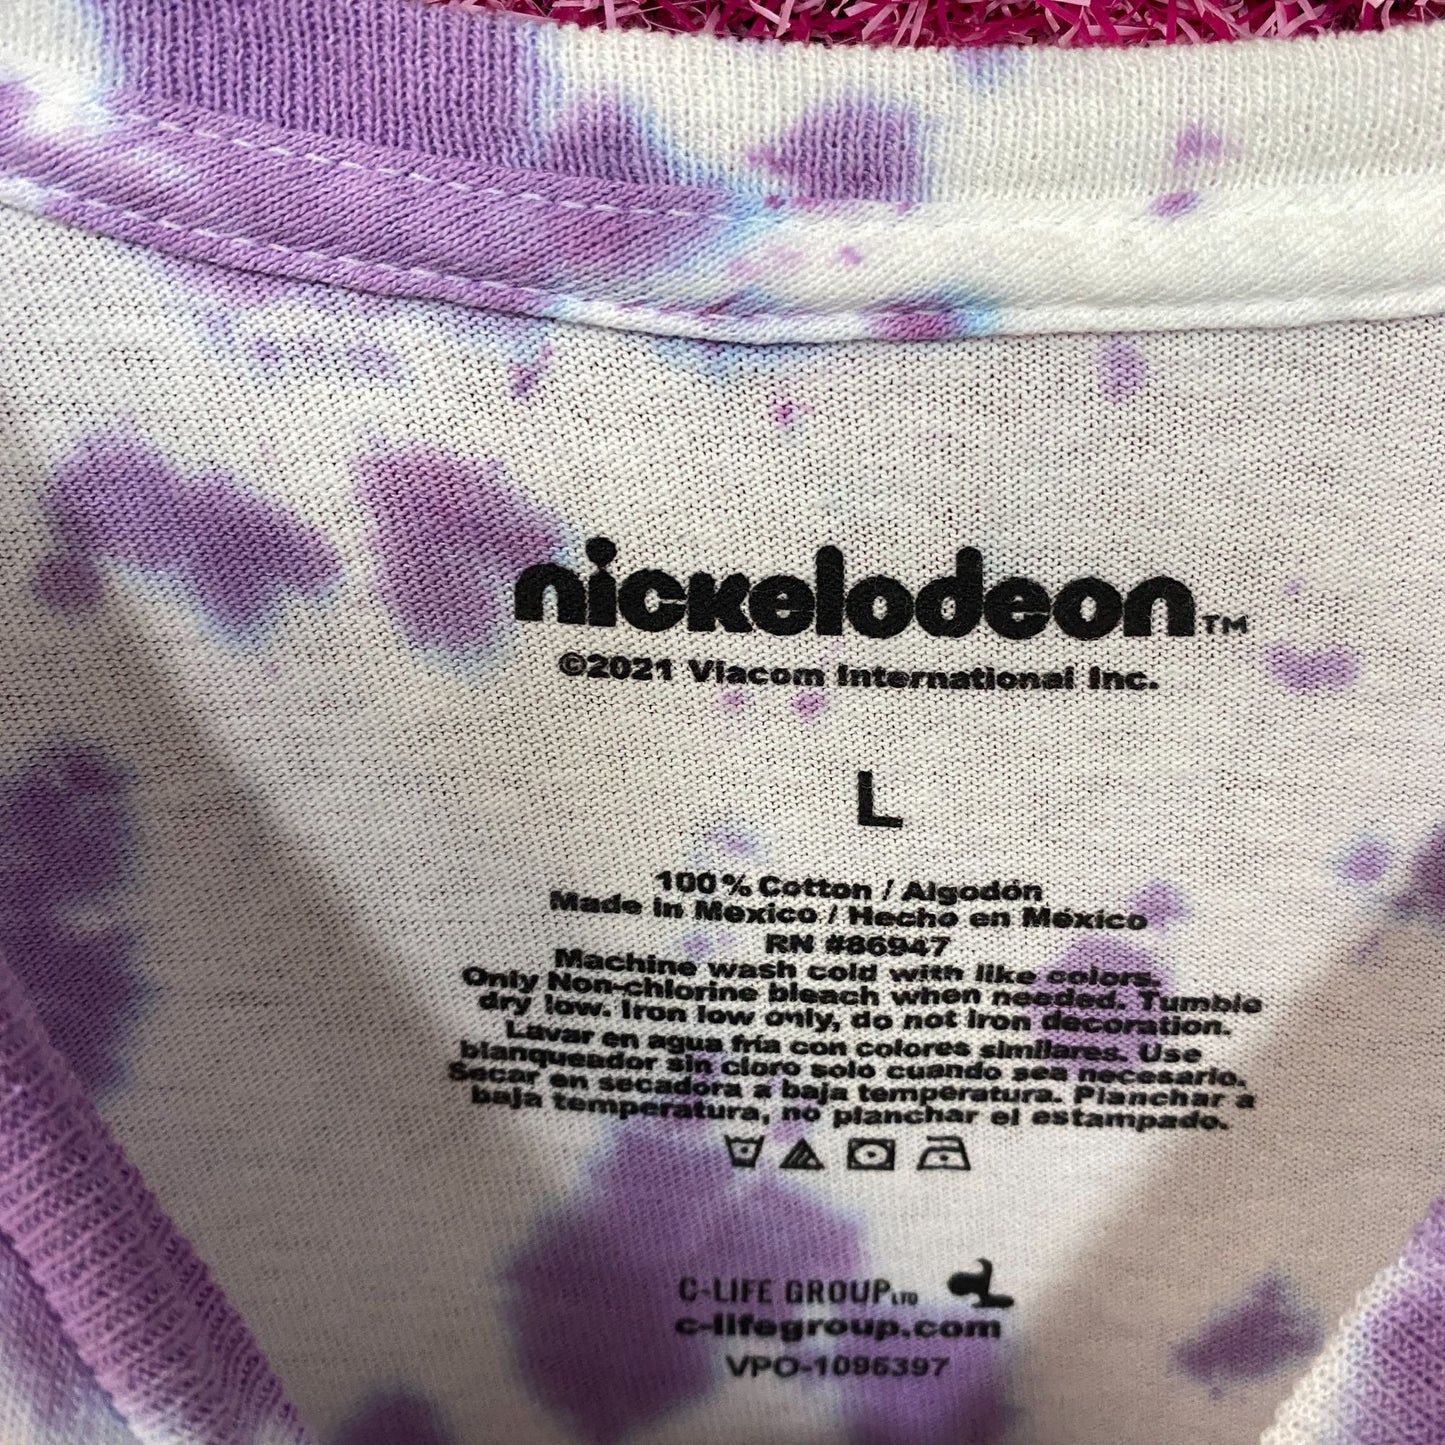 nickelodeon™
©2021 Viacom International Inc.
L
100% Cotton / Algodón
Made in Mexico / Hecho en México
RN #86947
Machine wash cold with like colors.
Only Non-chlorine bleach when needed. Tumble
dry low. Iron low only, do not iron decoration.
Lavar en agua fría con colores similares. Use
blanqueador sin cloro solo cuando sea necesario.
Secar en secadora a baja temperatura. Planchar a
baja temperatura, no planchar el estampado.
C-LIFE GROUP LTD
c-lifegroup.com
VPO-1096397